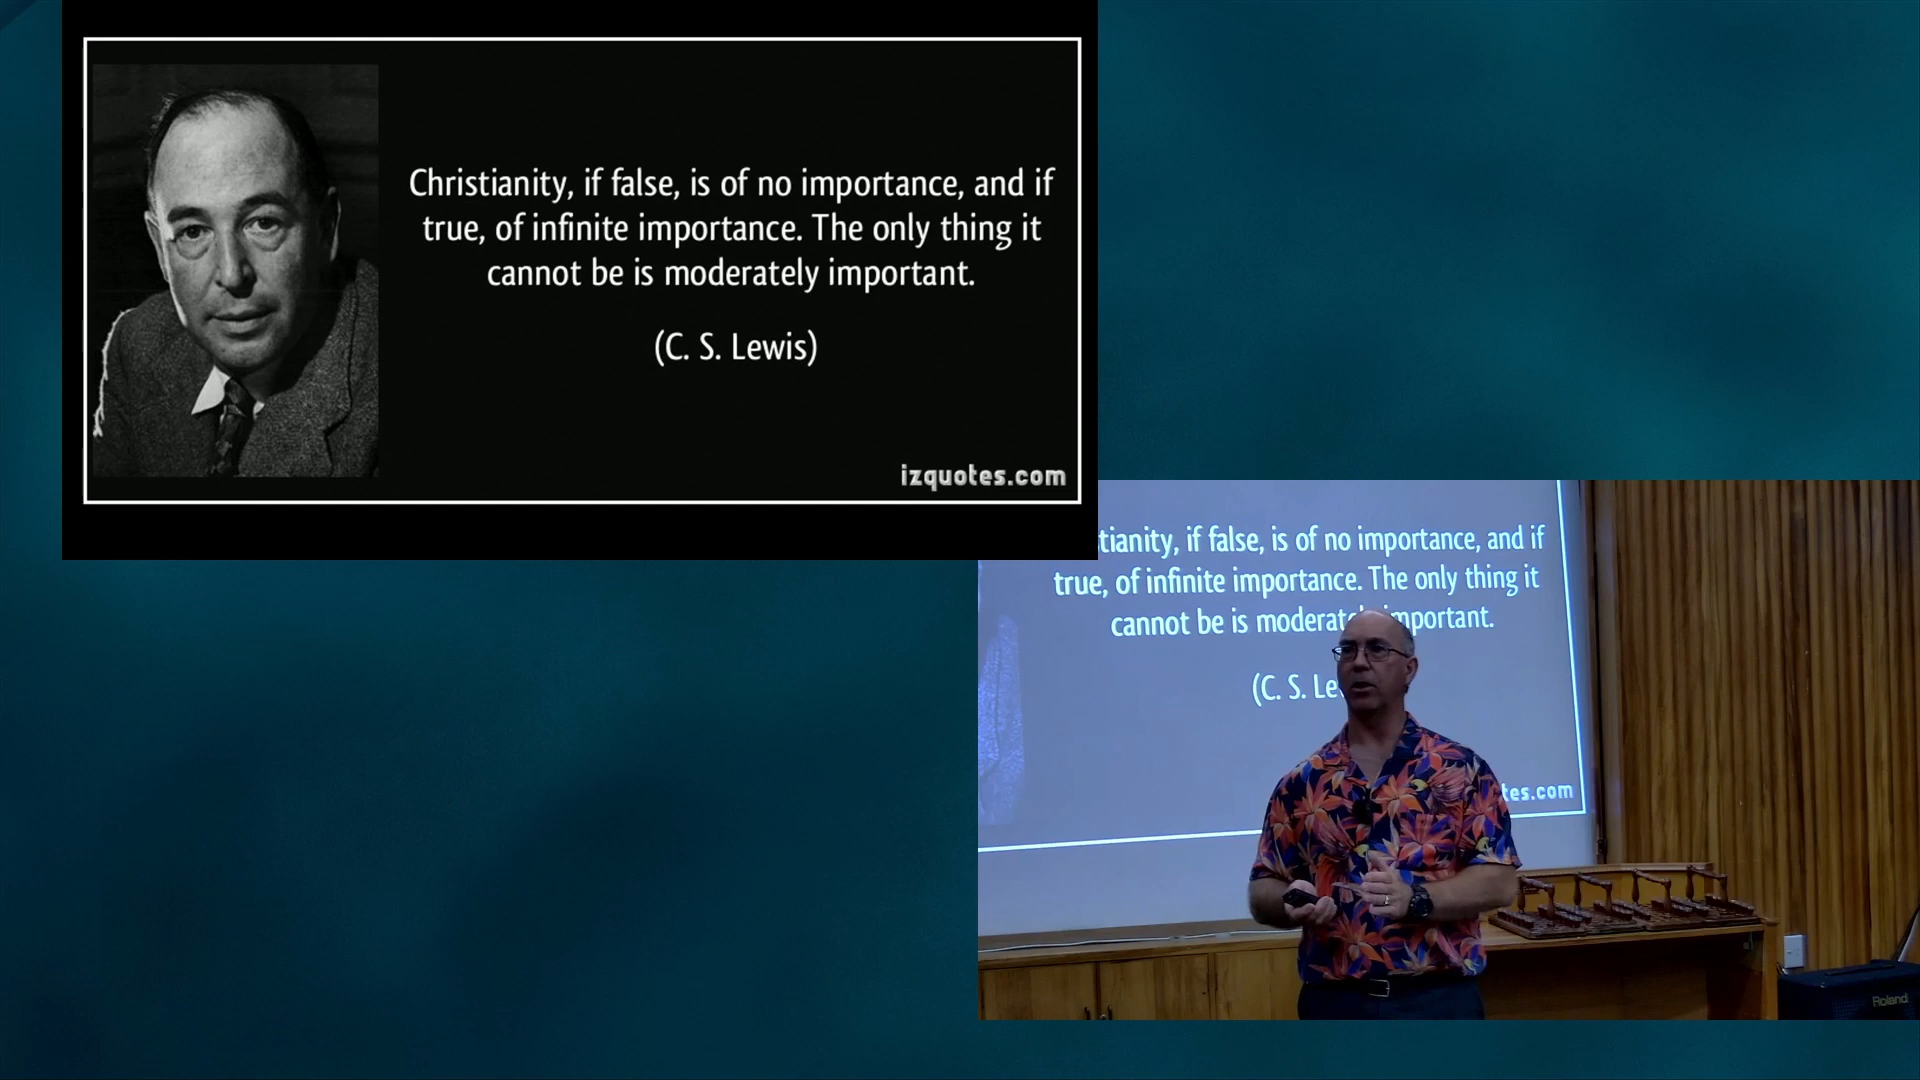 Christianity, if false, is of no importance, and if
true, of infinite importance. The only thing it
cannot be is moderately important.
(C. S. Lewis)
izquotes.com
tianity, if false, is of no importance, and if
true, of infinite importance. The only thing it
cannot be is moderat mportant.
(C. S. Le
tes.com
Roland